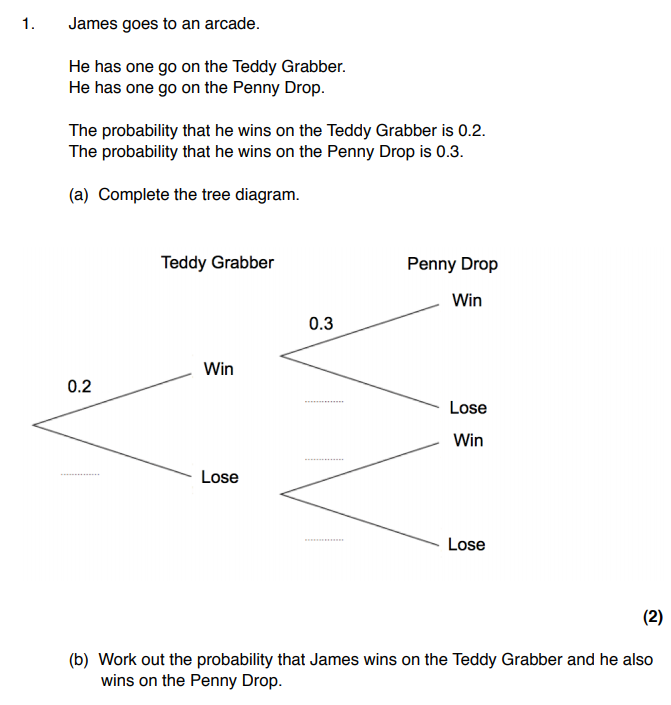 1. James goes to an arcade.
He has one go on the Teddy Grabber.
He has one go on the Penny Drop.
The probability that he wins on the Teddy Grabber is 0.2.
The probability that he wins on the Penny Drop is 0.3.
(a) Complete the tree diagram.
Teddy Grabber
Penny Drop
Win
0.3
Win
0.2
Lose
Win
Lose
Lose
(2)
(b) Work out the probability that James wins on the Teddy Grabber and he also
wins on the Penny Drop.